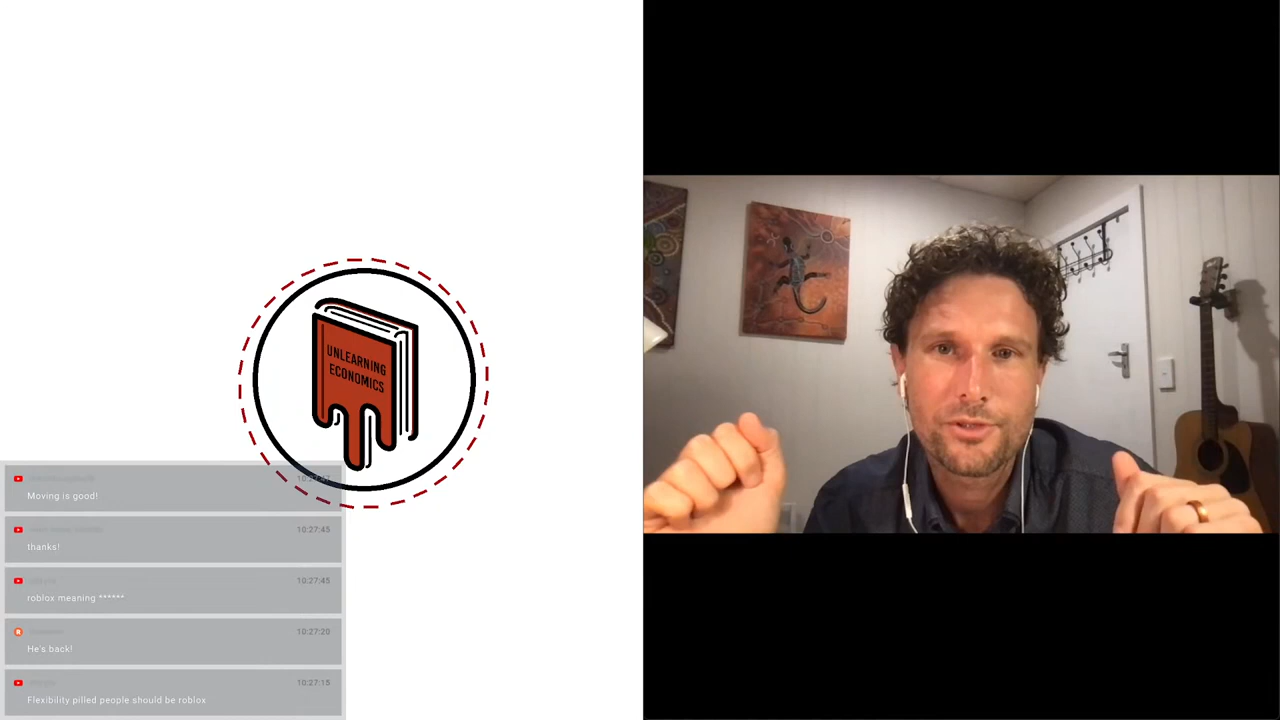 UNLEARNING
ECONOMICS
Moving is good!
10:27:45
thanks!
10:27:45
roblox meaning ******
10:27:20
He's back!
10:27:15
Flexibility pilled people should be roblox